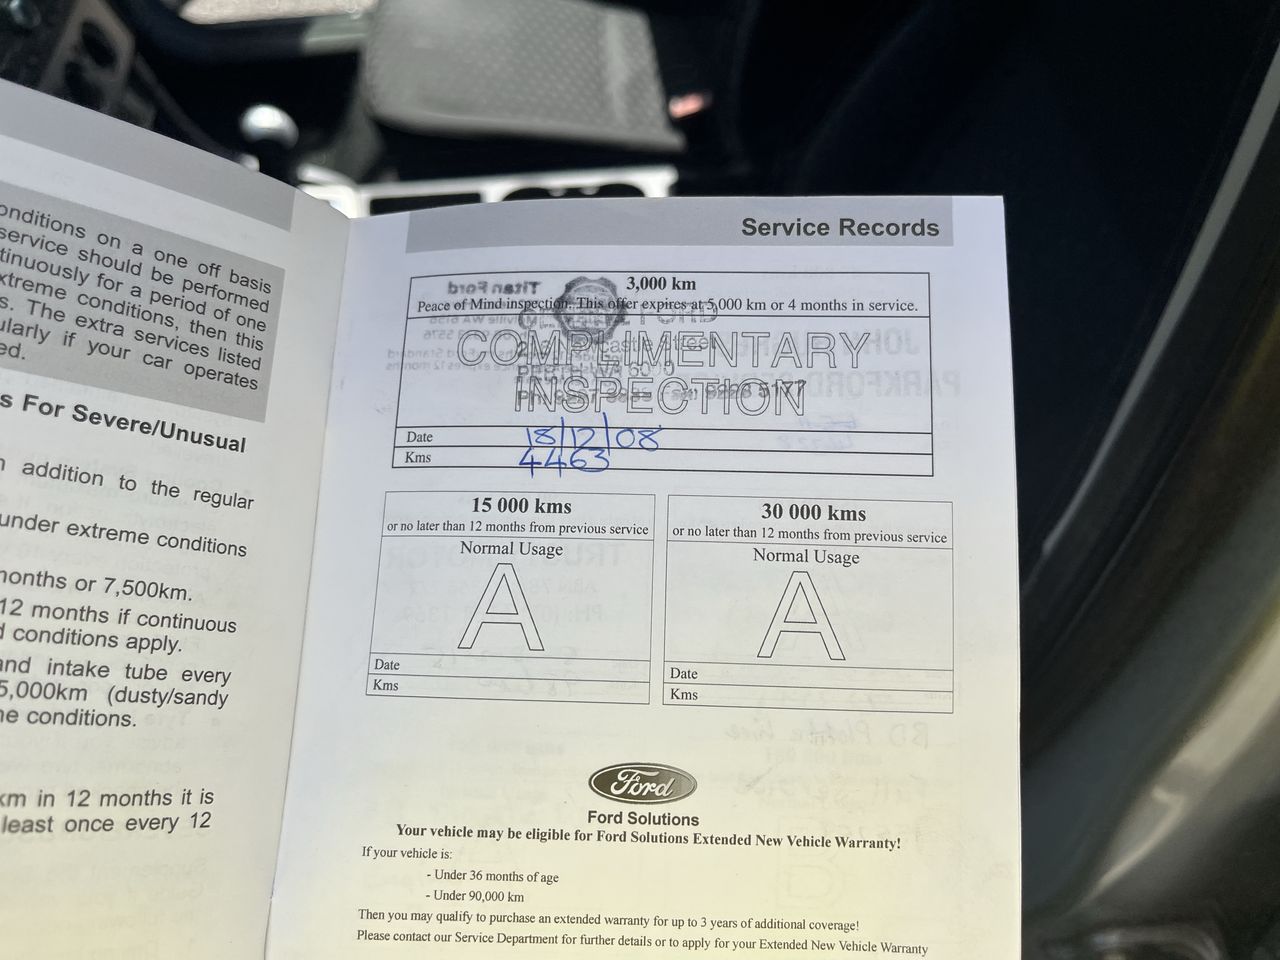 onditions on a one off basis
service should be performed
tinuously for a period of one
xtreme conditions, then this
s. The extra services listed
ularly if your car operates
ed.
s For Severe/Unusual
n addition to the regular
under extreme conditions
nonths or 7,500km.
12 months if continuous
d conditions apply.
and intake tube every
5,000km (dusty/sandy
ne conditions.
km in 12 months it is
least once every 12
Service Records
3,000 km
Peace of Mind inspection. This offer expires at 5,000 km or 4 months in service.
COMPLIMENTARY
INSPECTION
Date 18/12/08
Kms 4463
15 000 kms
or no later than 12 months from previous service
Normal Usage
A
Date
Kms
30 000 kms
or no later than 12 months from previous service
Normal Usage
A
Date
Kms
Ford
Ford Solutions
Your vehicle may be eligible for Ford Solutions Extended New Vehicle Warranty!
If your vehicle is:
- Under 36 months of age
- Under 90,000 km
Then you may qualify to purchase an extended warranty for up to 3 years of additional coverage!
Please contact our Service Department for further details or to apply for your Extended New Vehicle Warranty